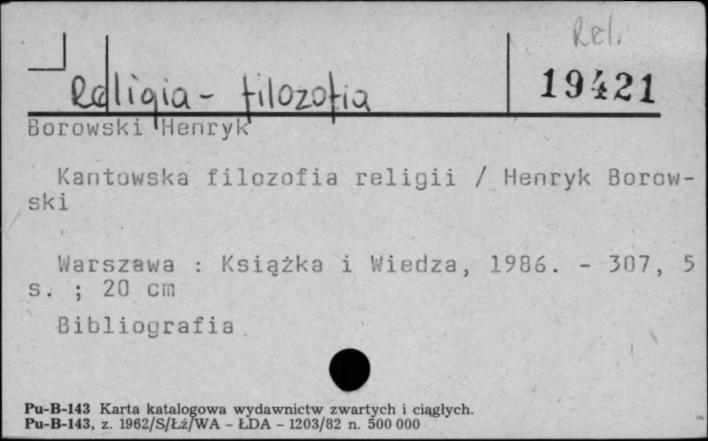 Rel.
Religia - filozofia
19421
Borowski Henryk
Kantowska filozofia religii / Henryk Borow-
ski
Warszawa : Książka i Wiedza, 1986. - 307, 5
s. ; 20 cm
Bibliografia
Pu-B-143 Karta katalogowa wydawnictw zwartych i ciągłych.
Pu-B-143, z. 1962/S/Łź/WA - ŁDA - 1203/82 n. 500 000